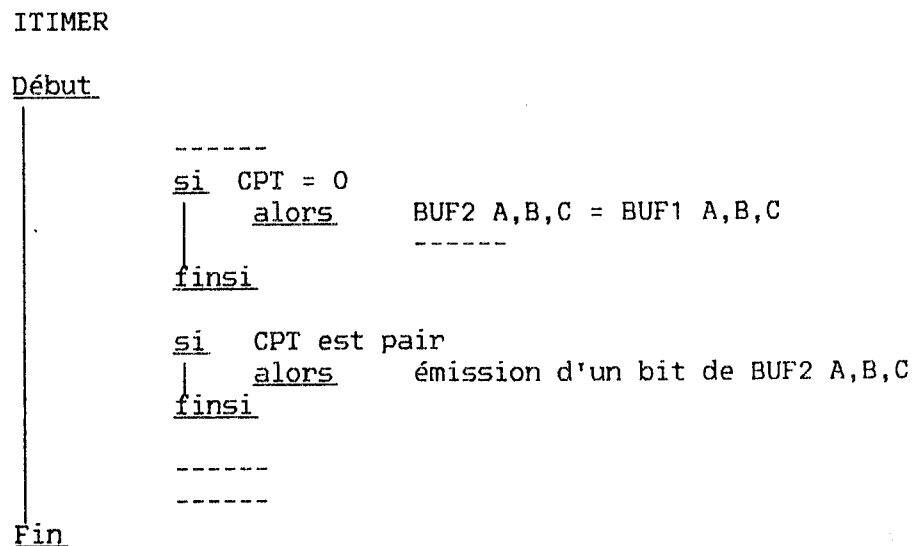 ITIMER
Début
------
si CPT = 0
alors BUF2 A,B,C = BUF1 A,B,C
------
finsi
si CPT est pair
alors émission d'un bit de BUF2 A,B,C
finsi
------
------
Fin